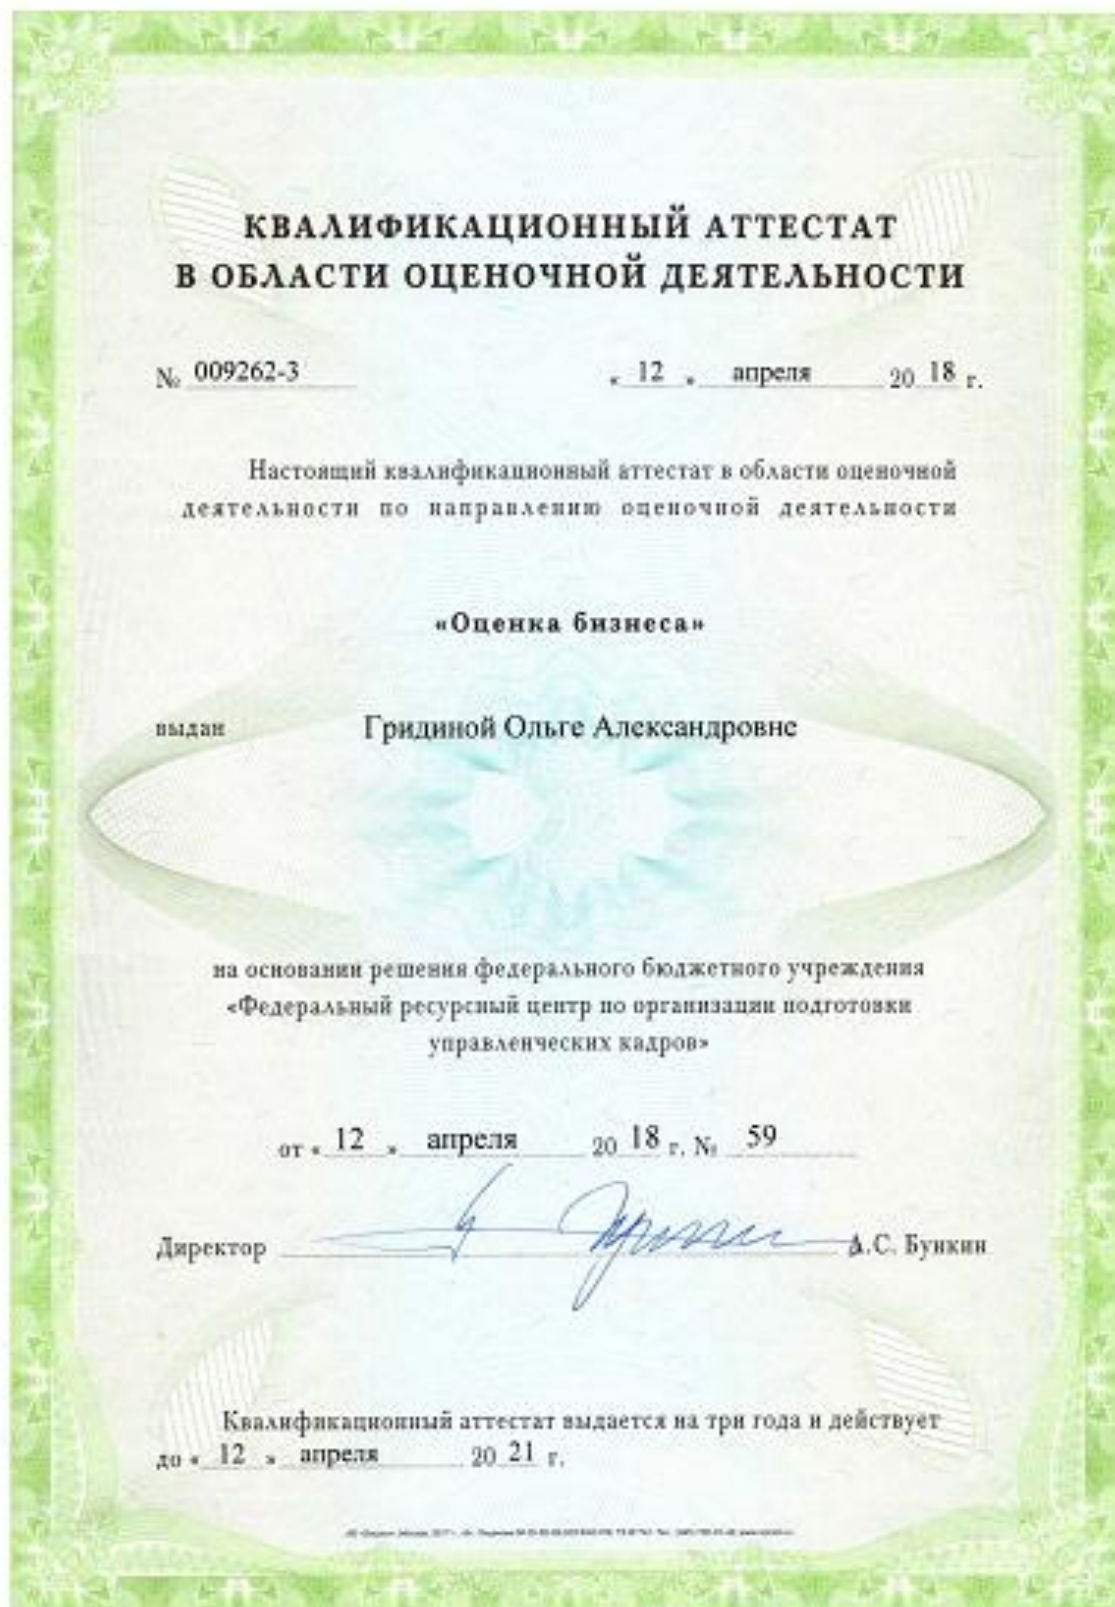 КВАЛИФИКАЦИОННЫЙ АТТЕСТАТ
В ОБЛАСТИ ОЦЕНОЧНОЙ ДЕЯТЕЛЬНОСТИ
№ 009262-3 « 12 » апреля 20 18 г.
Настоящий квалификационный аттестат в области оценочной
деятельности по направлению оценочной деятельности
«Оценка бизнеса»
выдан Гридиной Ольге Александровне
на основании решения федерального бюджетного учреждения
«Федеральный ресурсный центр по организации подготовки
управленческих кадров»
от « 12 » апреля 20 18 г. № 59
Директор А.С. Бункин
Квалификационный аттестат выдается на три года и действует
до « 12 » апреля 20 21 г.